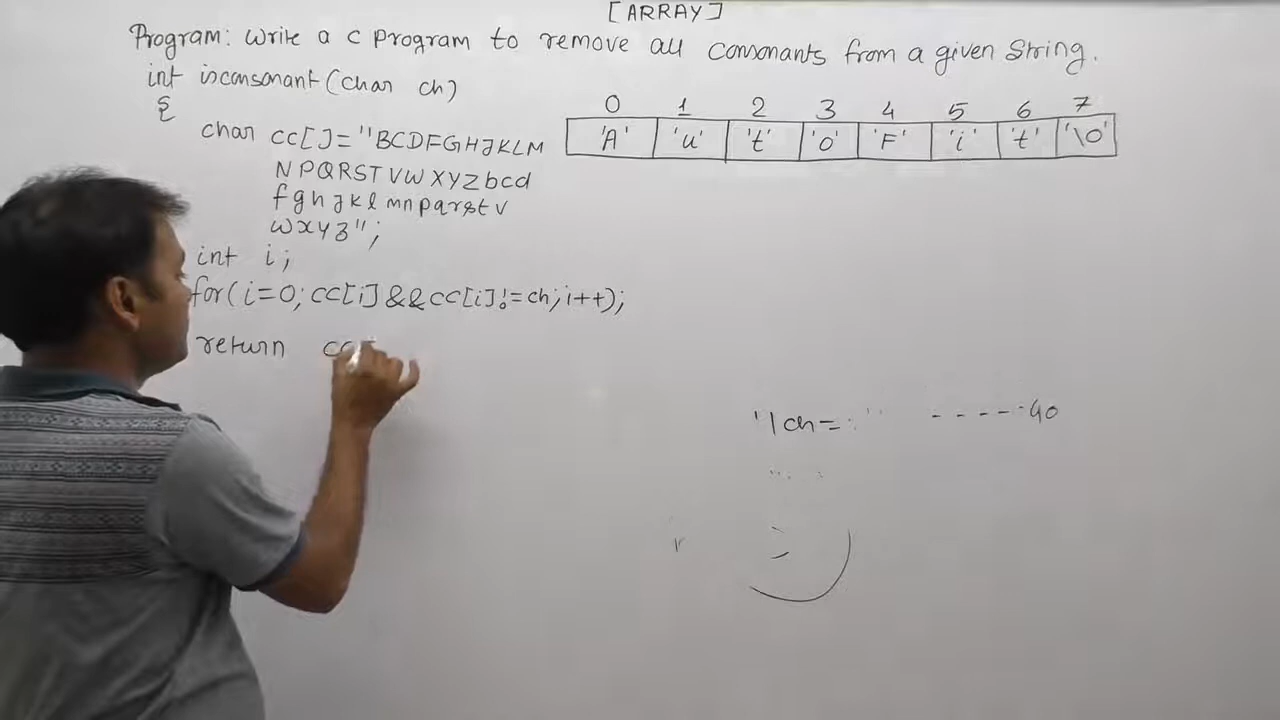 [ARRAY]
Program: Write a c program to remove all consonants from a given string.
int isconsonant(char ch)
{
char cc[]="BCDFGHJKLM
NPQRSTVWXYZbcd
fghjklmnpqrstv
wxyz";
int i;
for(i=0;cc[i]&&cc[i]!=ch;i++);
return cc[
0 1 2 3 4 5 6 7
'A' 'u' 't' 'o' 'F' 'i' 't' '\0'
ch= - - - - 40